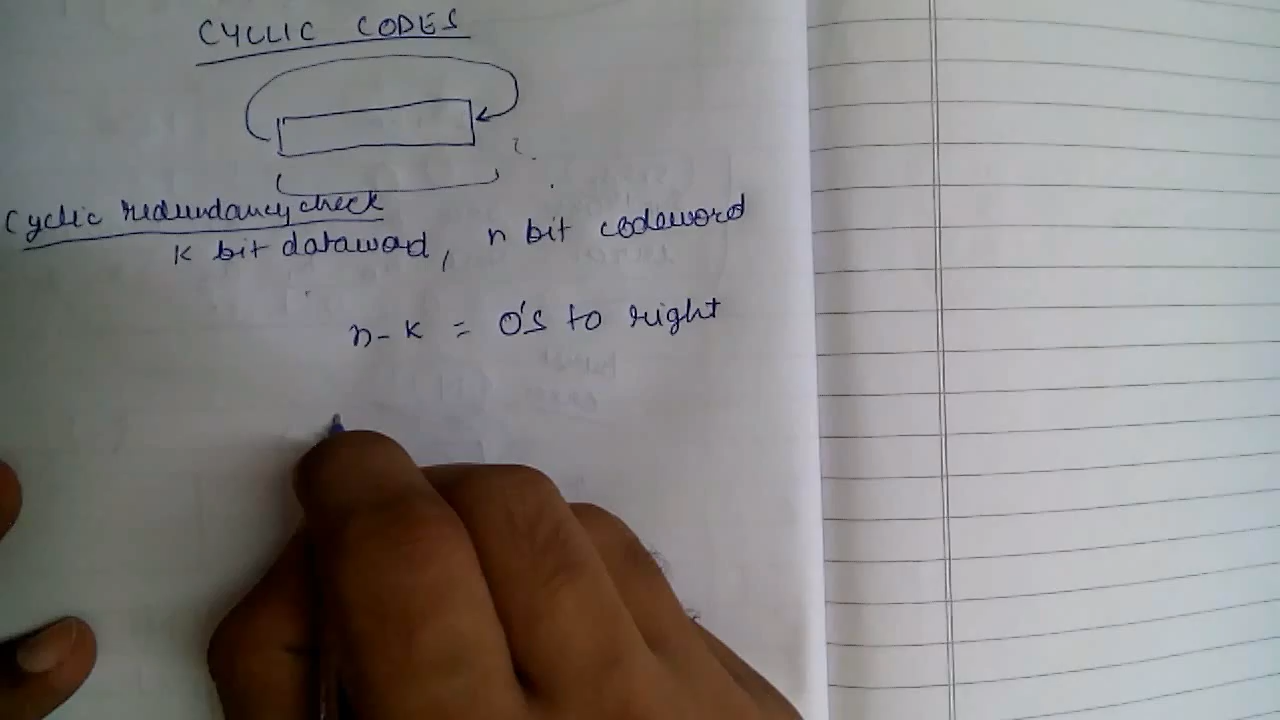 CYCLIC CODES
Cyclic redundancy check
k bit dataword, n bit codeword
n-k = 0's to right